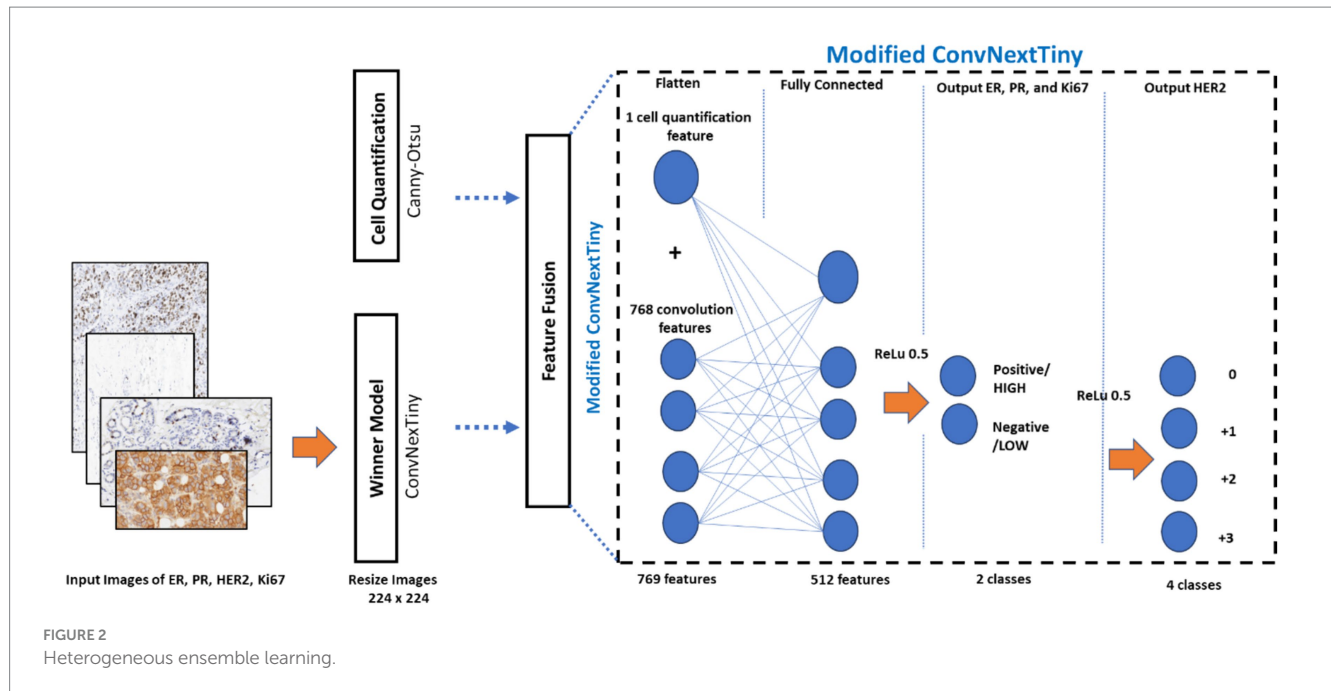 Modified ConvNextTiny
Flatten
Fully Connected
Output ER, PR, and Ki67
Output HER2
1 cell quantification
feature
+
768 convolution
features
Cell Quantification
Canny-Otsu
Winner Model
ConvNexTiny
Feature Fusion
Modified ConvNextTiny
ReLu 0.5
Positive/
HIGH
Negative
/LOW
ReLu 0.5
0
+1
+2
+3
Input Images of ER, PR, HER2, Ki67
Resize Images
224 x 224
769 features
512 features
2 classes
4 classes
FIGURE 2
Heterogeneous ensemble learning.